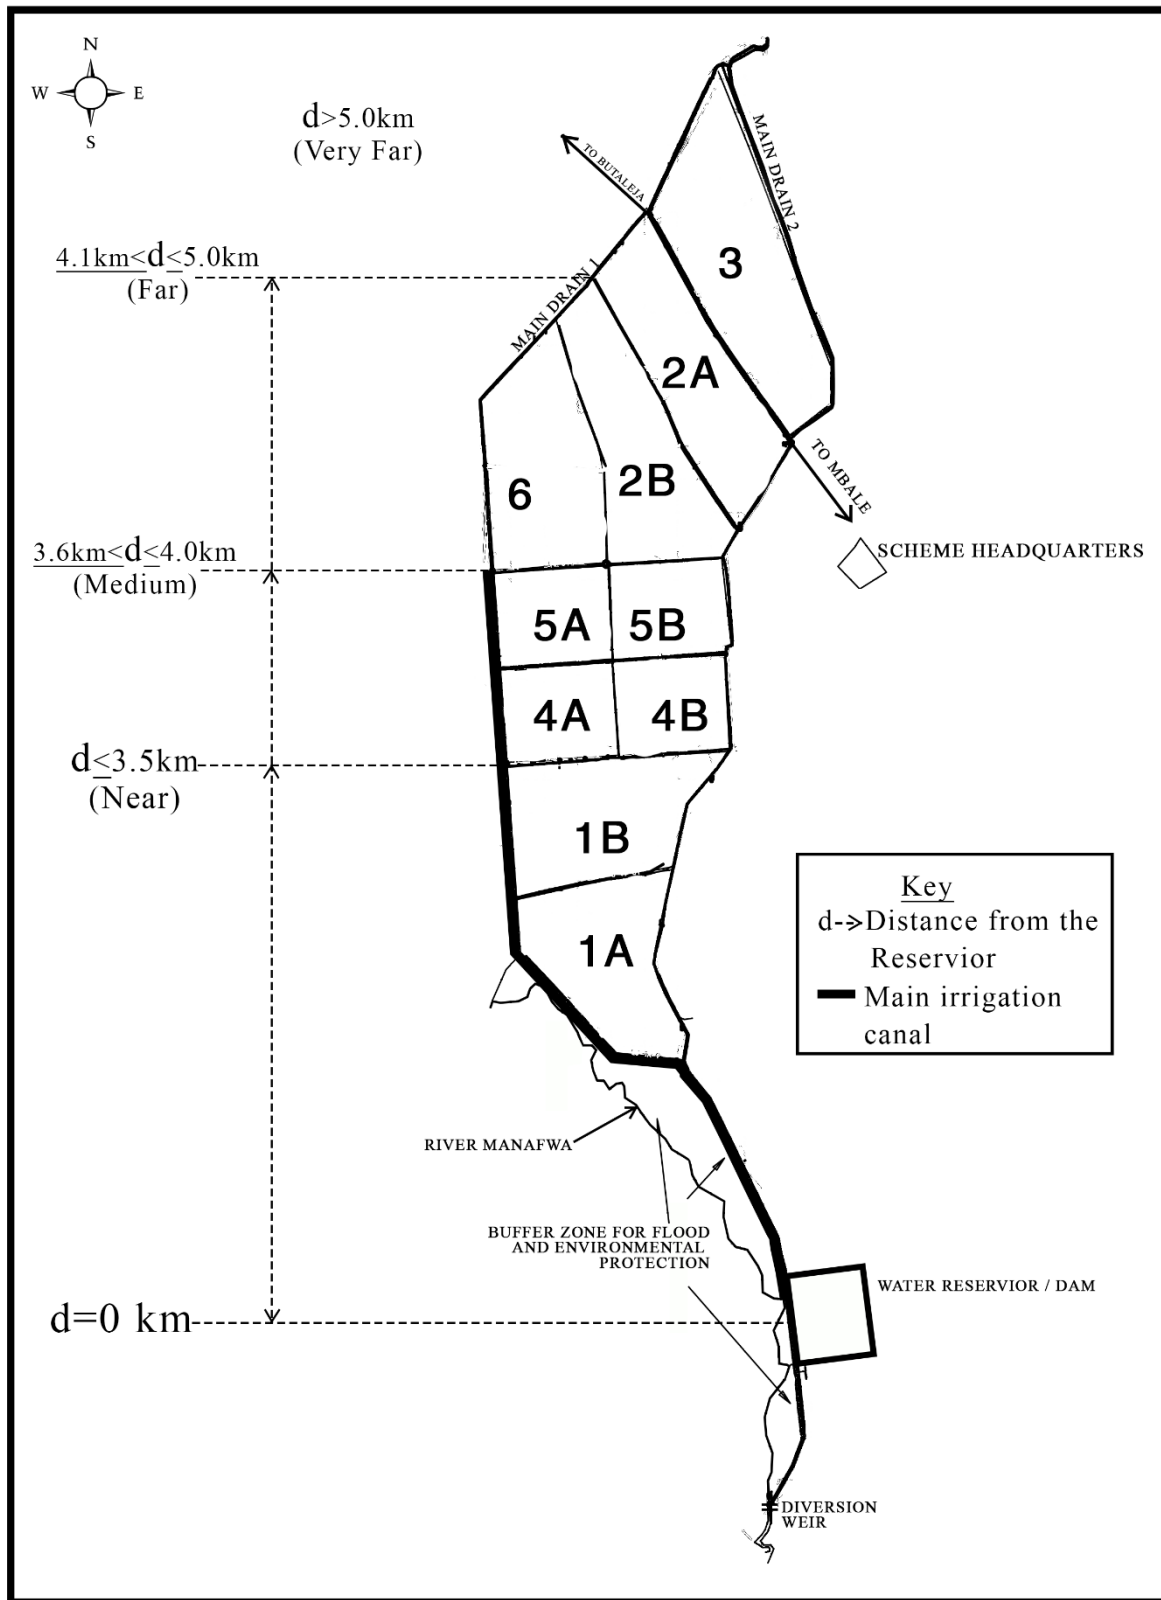 N
W E
S
d>5.0km
(Very Far)
TO BUTALEJA
MAIN DRAIN 2
4.1km<d<5.0km
(Far)
MAIN DRAIN 1
3
2A
TO MBALE
2B
6
3.6km<d<4.0km
(Medium)
SCHEME HEADQUARTERS
5A 5B
4A 4B
d<3.5km
(Near)
1B
1A
Key
d->Distance from the
Reservior
Main irrigation
canal
RIVER MANAFWA
BUFFER ZONE FOR FLOOD
AND ENVIRONMENTAL
PROTECTION
WATER RESERVIOR / DAM
d=0 km
DIVERSION
WEIR